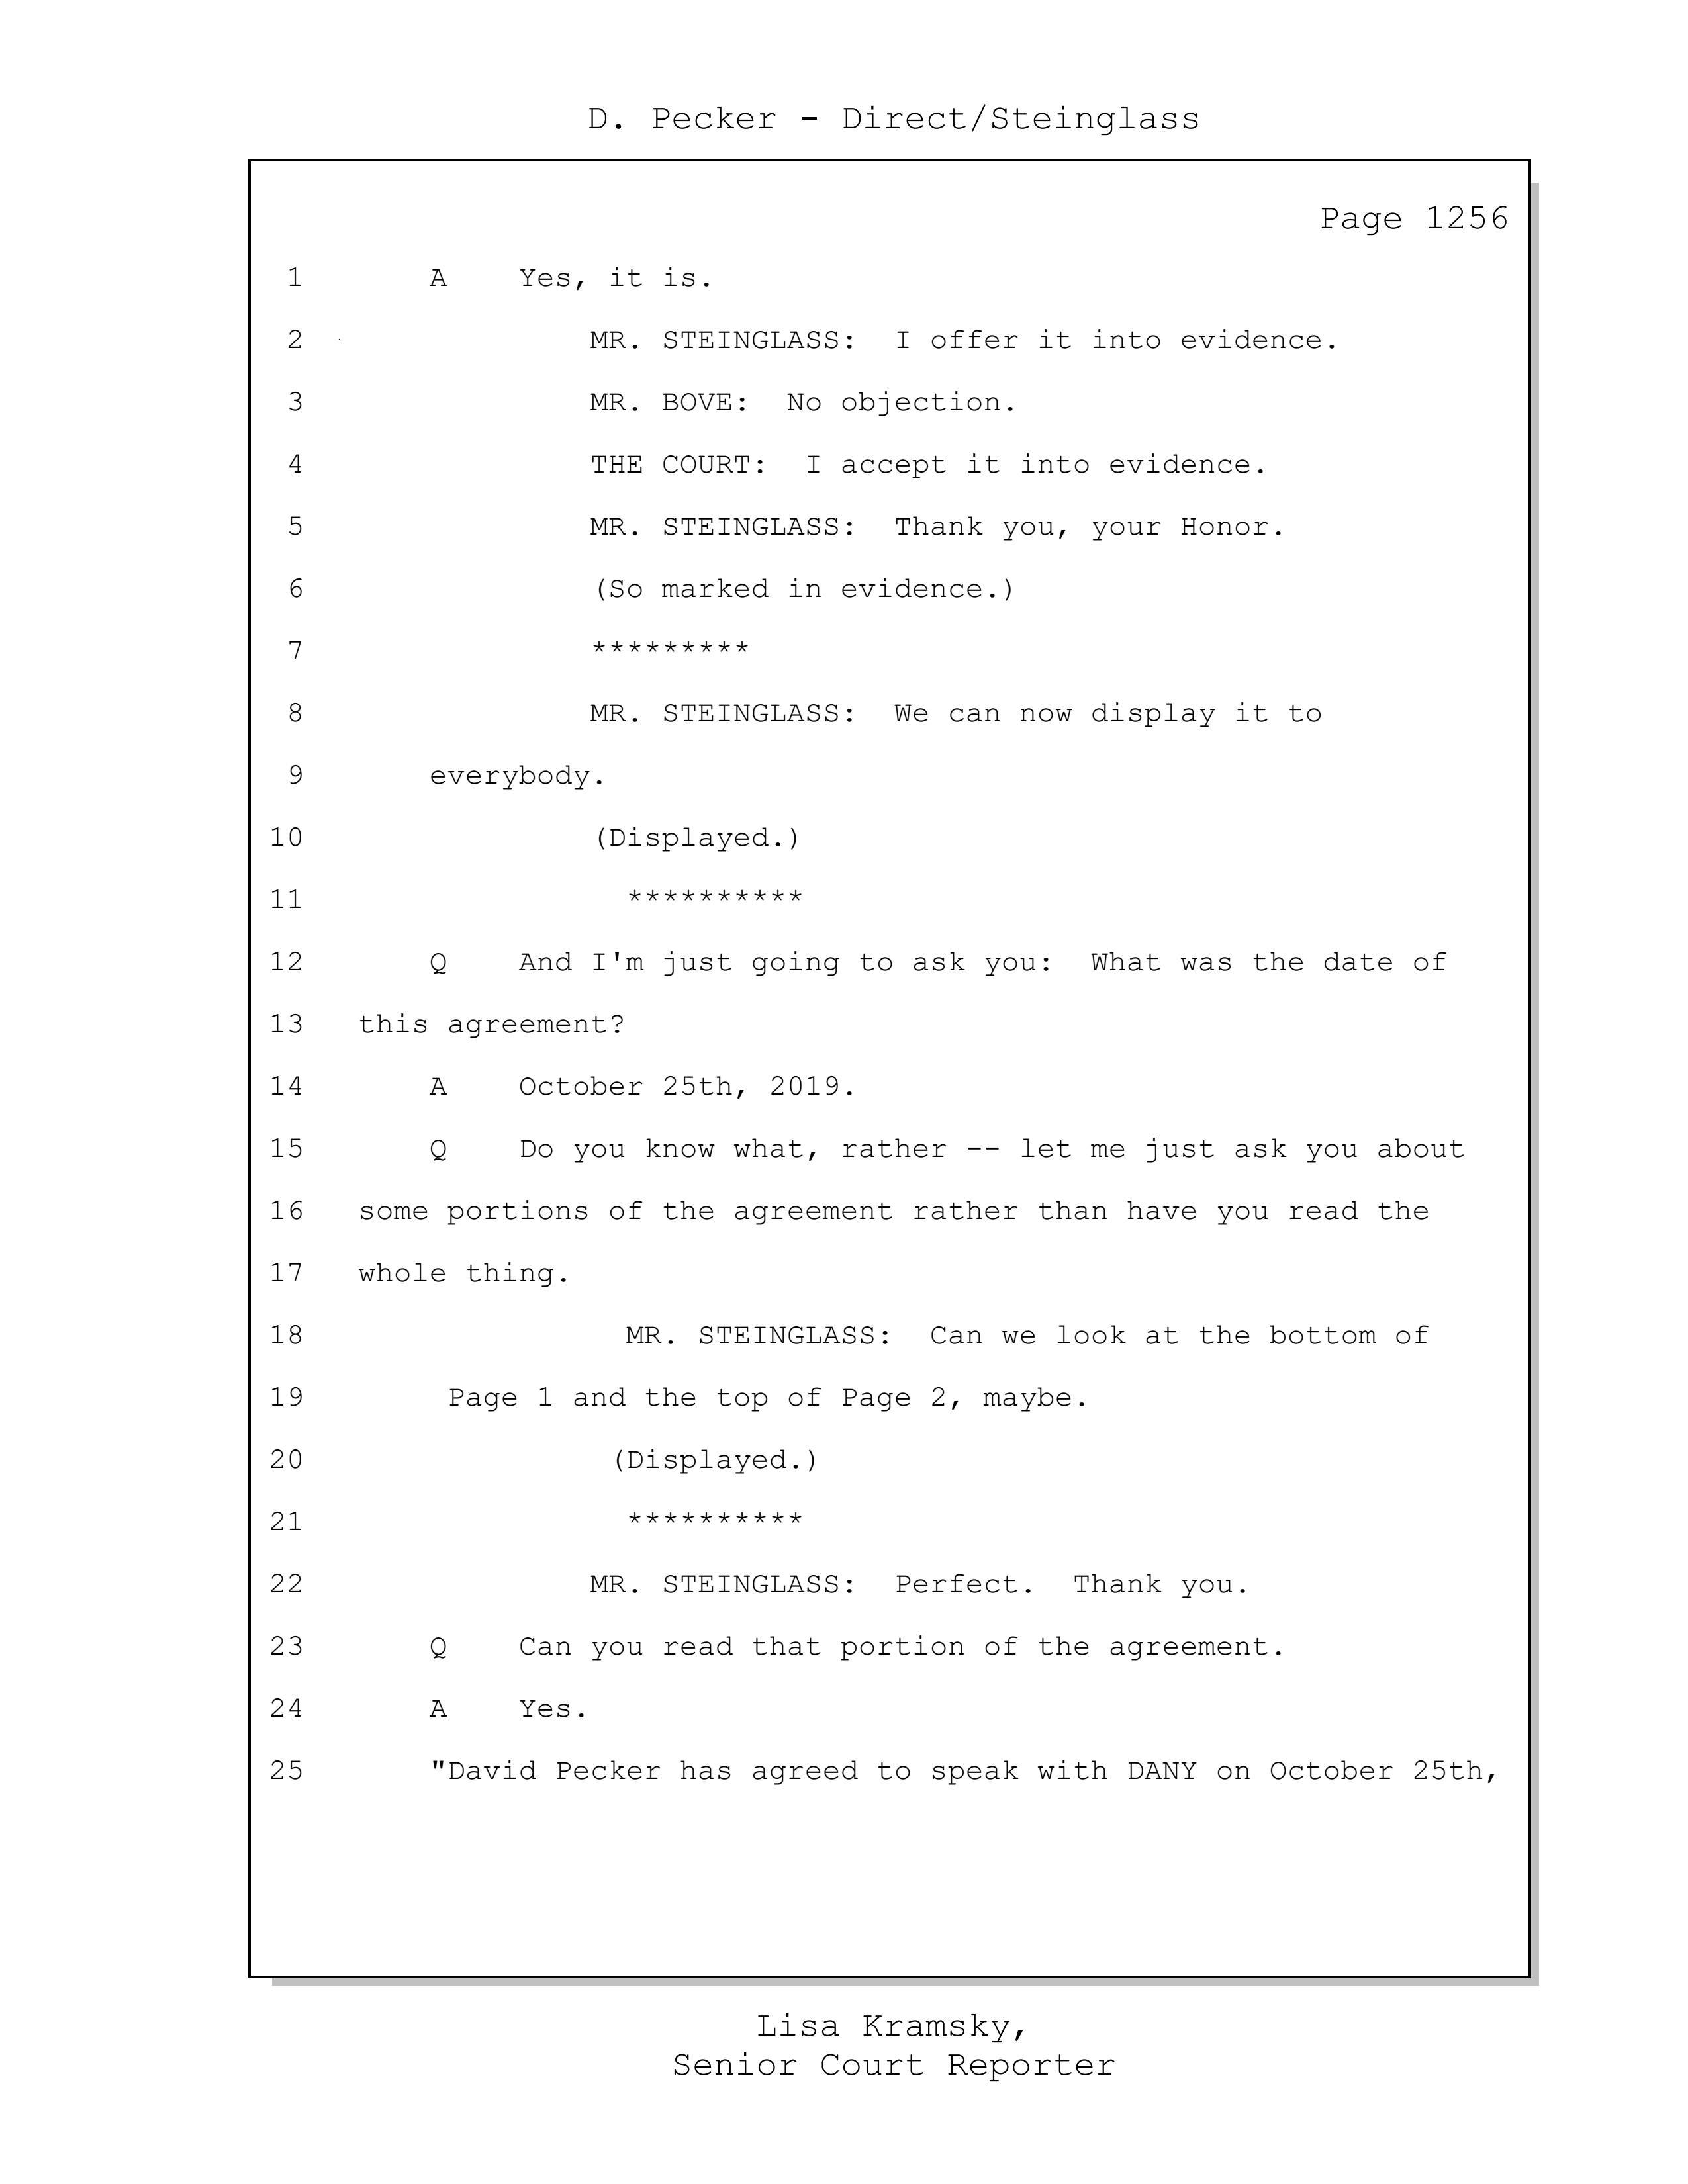 D. Pecker - Direct/Steinglass
Page 1256
1 A Yes, it is.
2 MR. STEINGLASS: I offer it into evidence.
3 MR. BOVE: No objection.
4 THE COURT: I accept it into evidence.
5 MR. STEINGLASS: Thank you, your Honor.
6 (So marked in evidence.)
7 *********
8 MR. STEINGLASS: We can now display it to
9 everybody.
10 (Displayed.)
11 **********
12 Q And I'm just going to ask you: What was the date of
13 this agreement?
14 A October 25th, 2019.
15 Q Do you know what, rather -- let me just ask you about
16 some portions of the agreement rather than have you read the
17 whole thing.
18 MR. STEINGLASS: Can we look at the bottom of
19 Page 1 and the top of Page 2, maybe.
20 (Displayed.)
21 **********
22 MR. STEINGLASS: Perfect. Thank you.
23 Q Can you read that portion of the agreement.
24 A Yes.
25 "David Pecker has agreed to speak with DANY on October 25th,
Lisa Kramsky,
Senior Court Reporter